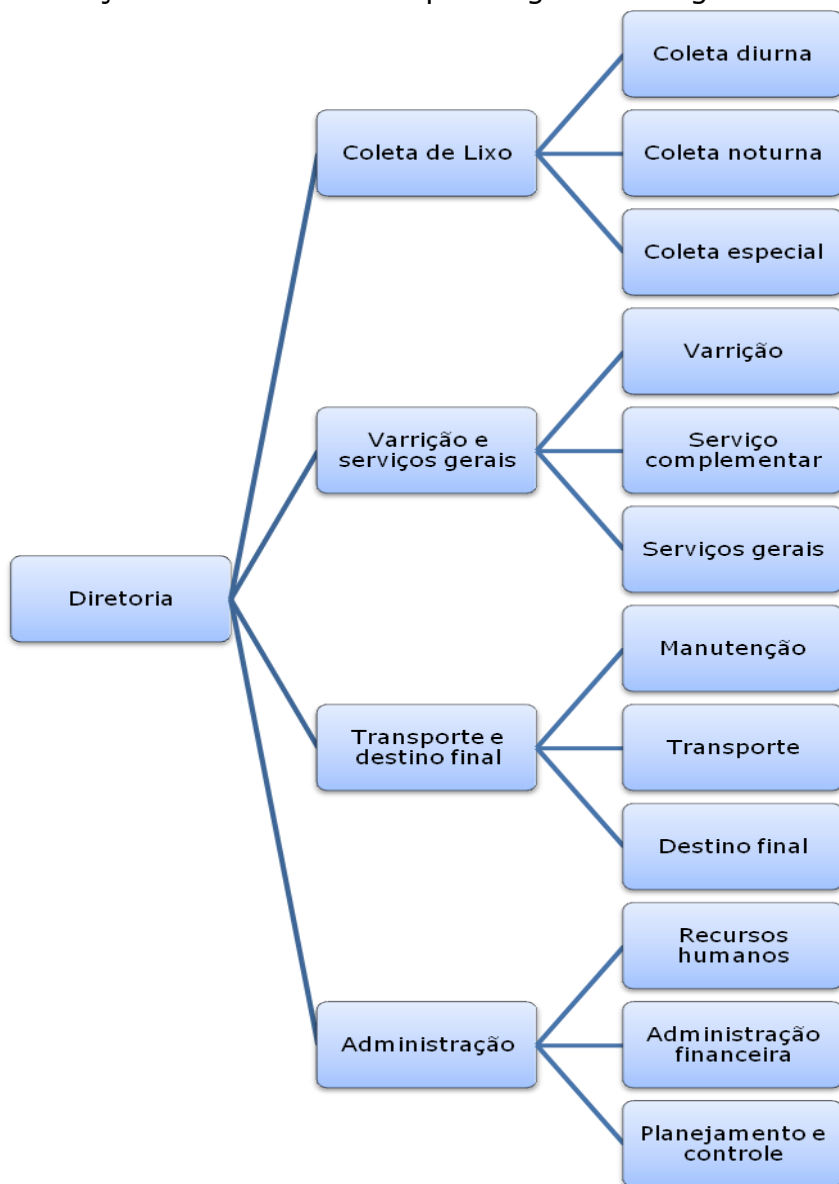 Coleta diurna
Coleta de Lixo
Coleta noturna
Coleta especial
Varrição
Varrição e
serviços gerais
Serviço
complementar
Serviços gerais
Diretoria
Manutenção
Transporte e
destino final
Transporte
Destino final
Recursos
humanos
Administração
Administração
financeira
Planejamento e
controle